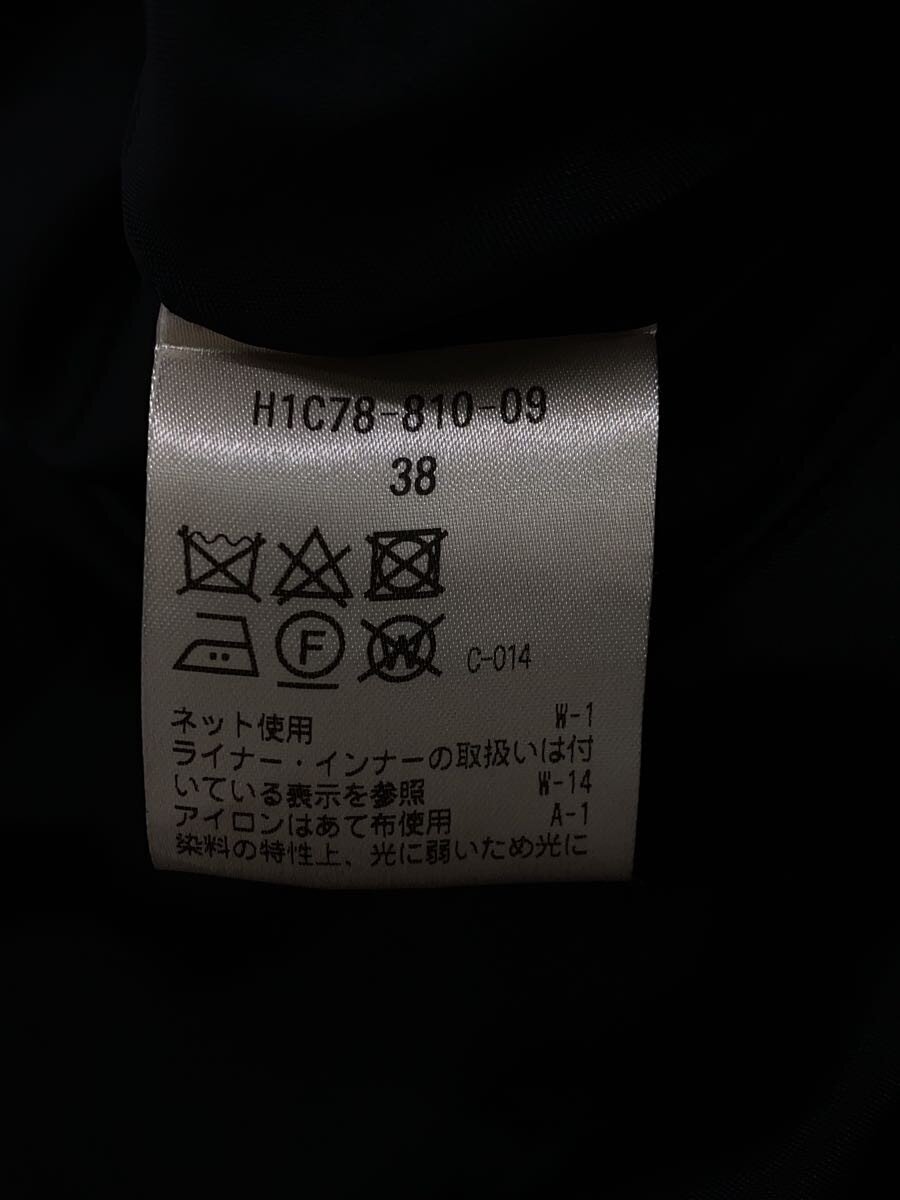 H1C78-810-09
38
F W C-014
ネット使用 W-1
ライナー・インナーの取扱いは付
いている表示を参照 W-14
アイロンはあて布使用 A-1
染料の特性上、光に弱いため光に